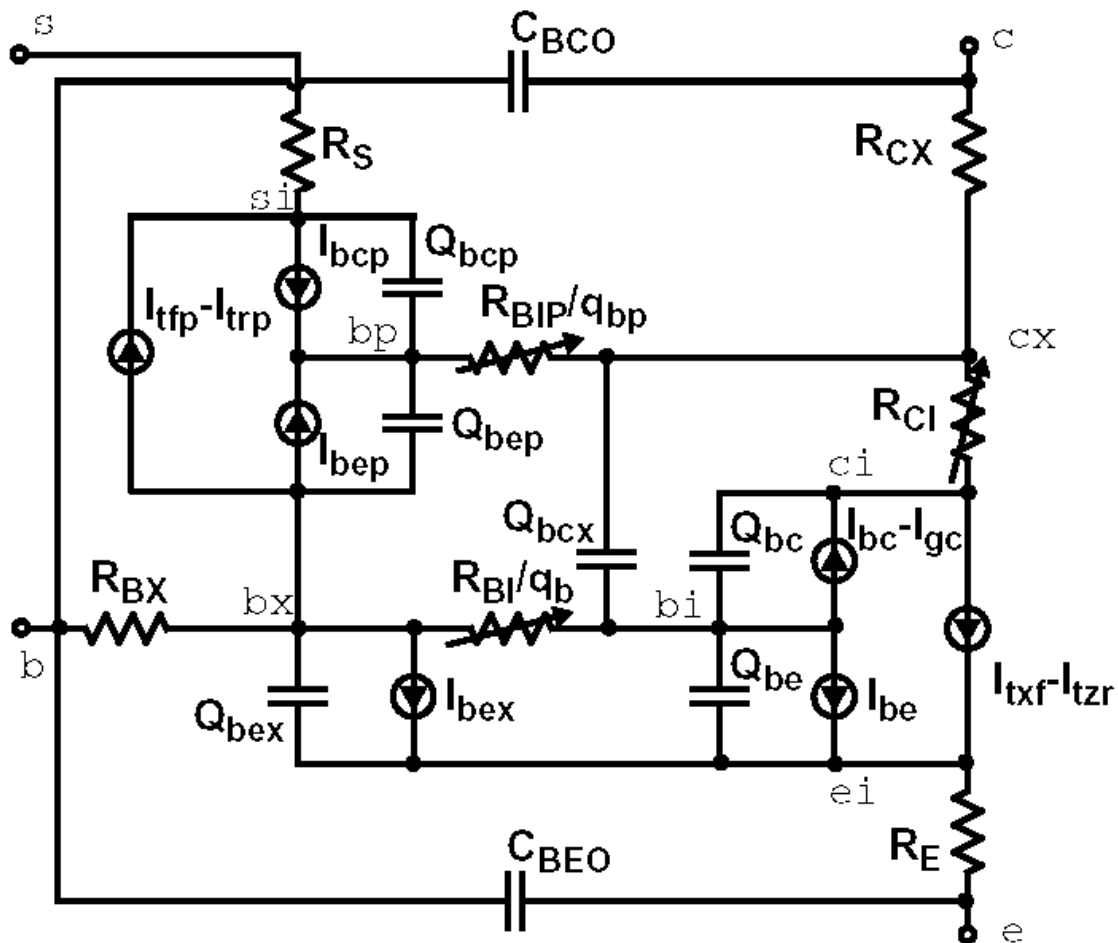 s
C_BCO
c
R_S
R_CX
si
I_bcp
Q_bcp
I_tfp-I_trp
bp
R_BIP/q_bp
cx
R_CI
Q_bep
I_bep
ci
Q_bcx
Q_bc
I_bc-I_gc
R_BX
bx
R_BI/q_b
bi
b
Q_be
Q_bex
I_bex
I_be
I_txf-I_tzr
ei
R_E
C_BEO
e